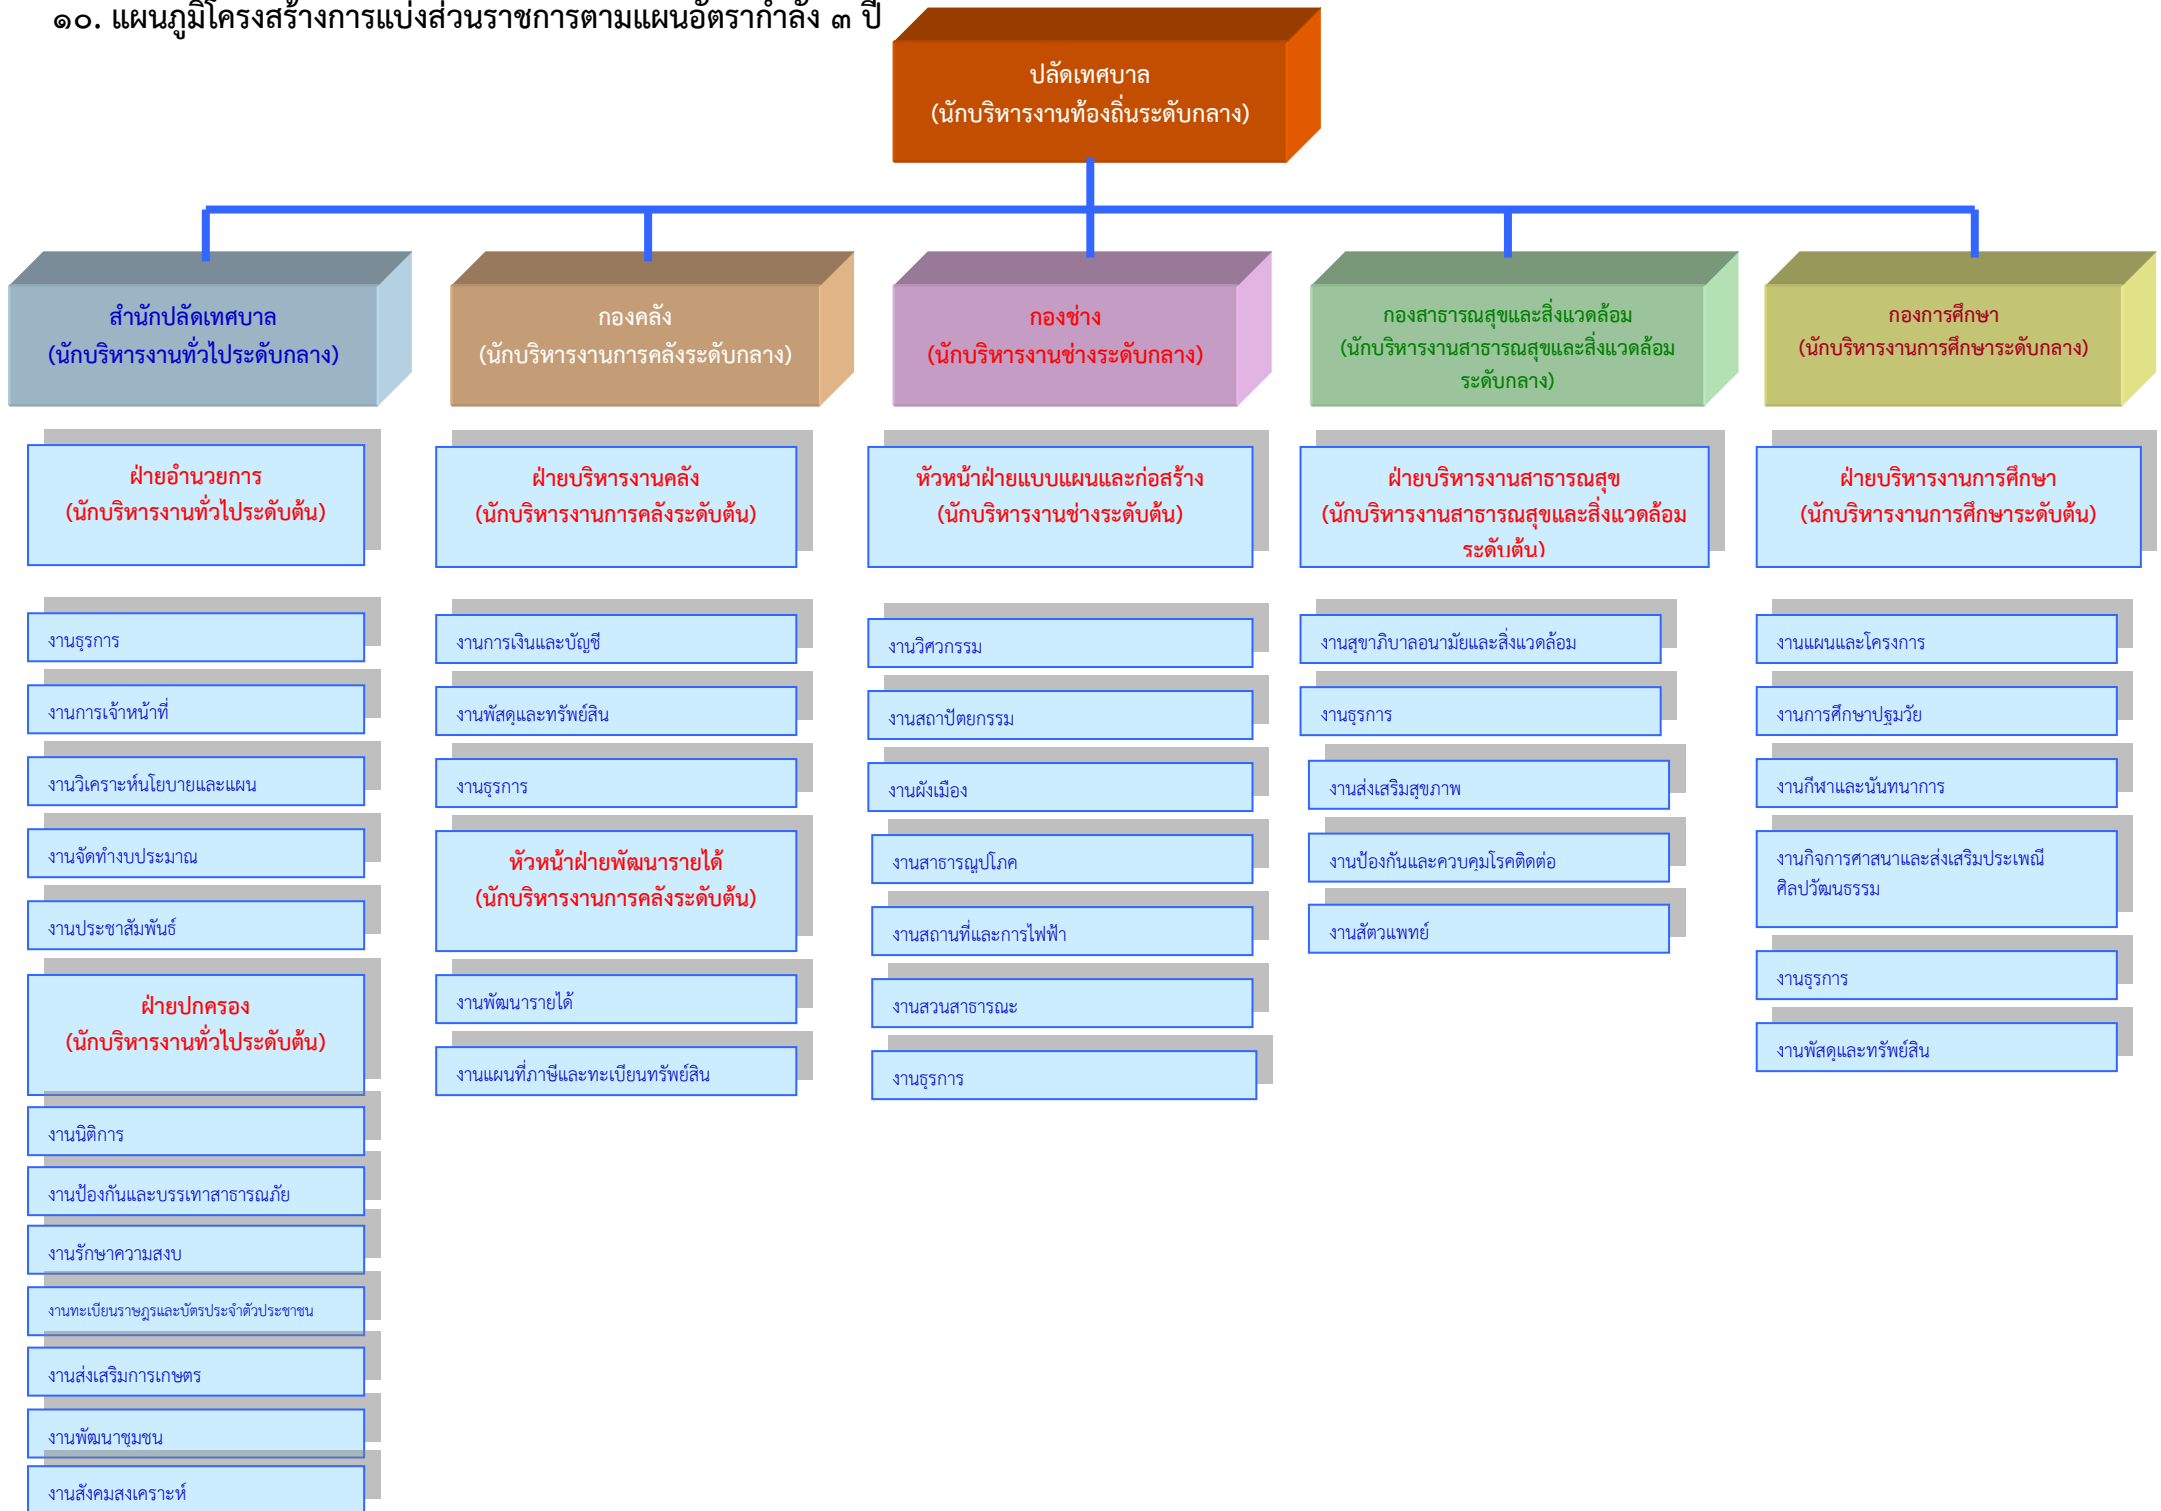 ๑๐. แผนภูมิโครงสร้างการแบ่งส่วนราชการตามแผนอัตรากำลัง ๓ ปี
ปลัดเทศบาล
(นักบริหารงานท้องถิ่นระดับกลาง)
สำนักปลัดเทศบาล
(นักบริหารงานทั่วไประดับกลาง)
กองคลัง
(นักบริหารงานการคลังระดับกลาง)
กองช่าง
(นักบริหารงานช่างระดับกลาง)
กองสาธารณสุขและสิ่งแวดล้อม
(นักบริหารงานสาธารณสุขและสิ่งแวดล้อม
ระดับกลาง)
กองการศึกษา
(นักบริหารงานการศึกษาระดับกลาง)
ฝ่ายอำนวยการ
(นักบริหารงานทั่วไประดับต้น)
งานธุรการ
งานการเจ้าหน้าที่
งานวิเคราะห์นโยบายและแผน
งานจัดทำงบประมาณ
งานประชาสัมพันธ์
ฝ่ายปกครอง
(นักบริหารงานทั่วไประดับต้น)
งานนิติการ
งานป้องกันและบรรเทาสาธารณภัย
งานรักษาความสงบ
งานทะเบียนราษฎรและบัตรประจำตัวประชาชน
งานส่งเสริมการเกษตร
งานพัฒนาชุมชน
งานสังคมสงเคราะห์
ฝ่ายบริหารงานคลัง
(นักบริหารงานการคลังระดับต้น)
งานการเงินและบัญชี
งานพัสดุและทรัพย์สิน
งานธุรการ
หัวหน้าฝ่ายพัฒนารายได้
(นักบริหารงานการคลังระดับต้น)
งานพัฒนารายได้
งานแผนที่ภาษีและทะเบียนทรัพย์สิน
หัวหน้าฝ่ายแบบแผนและก่อสร้าง
(นักบริหารงานช่างระดับต้น)
งานวิศวกรรม
งานสถาปัตยกรรม
งานผังเมือง
งานสาธารณูปโภค
งานสถานที่และการไฟฟ้า
งานสวนสาธารณะ
งานธุรการ
ฝ่ายบริหารงานสาธารณสุข
(นักบริหารงานสาธารณสุขและสิ่งแวดล้อม
ระดับต้น)
งานสุขาภิบาลอนามัยและสิ่งแวดล้อม
งานธุรการ
งานส่งเสริมสุขภาพ
งานป้องกันและควบคุมโรคติดต่อ
งานสัตวแพทย์
ฝ่ายบริหารงานการศึกษา
(นักบริหารงานการศึกษาระดับต้น)
งานแผนและโครงการ
งานการศึกษาปฐมวัย
งานกีฬาและนันทนาการ
งานกิจการศาสนาและส่งเสริมประเพณี
ศิลปวัฒนธรรม
งานธุรการ
งานพัสดุและทรัพย์สิน